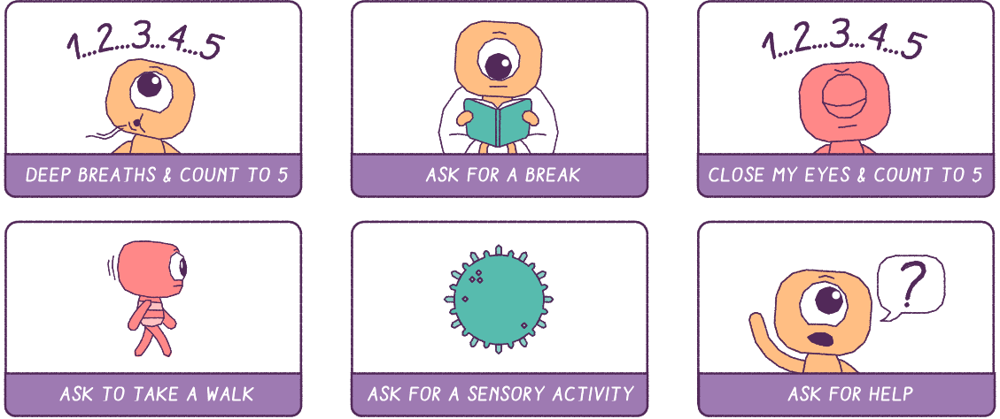 1...2...3...4...5
DEEP BREATHS & COUNT TO 5
ASK FOR A BREAK
1...2...3...4...5
CLOSE MY EYES & COUNT TO 5
ASK TO TAKE A WALK
ASK FOR A SENSORY ACTIVITY
?
ASK FOR HELP